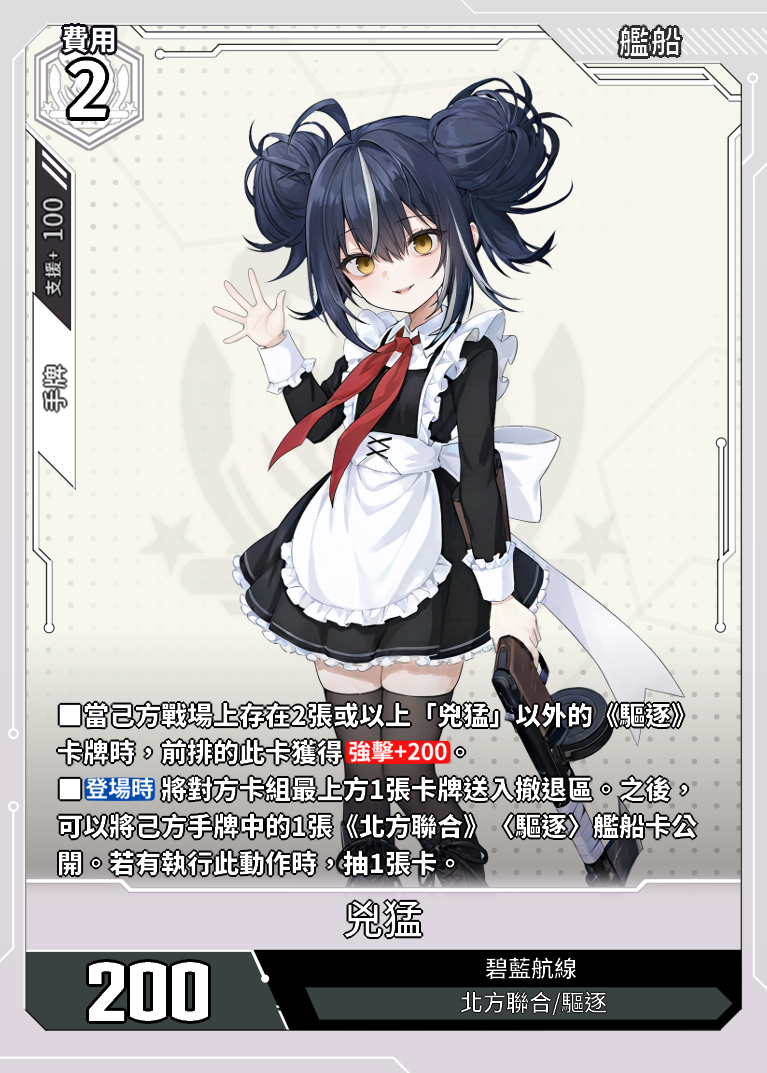 費用
2
艦船
支援+ 100
手牌
■當己方戰場上存在2張或以上「兇猛」以外的《驅逐》
卡牌時，前排的此卡獲得 強擊+200。
■登場時 將對方卡組最上方1張卡牌送入撤退區。之後，
可以將己方手牌中的1張《北方聯合》〈驅逐〉艦船卡公
開。若有執行此動作時，抽1張卡。
兇猛
200
碧藍航線
北方聯合/驅逐